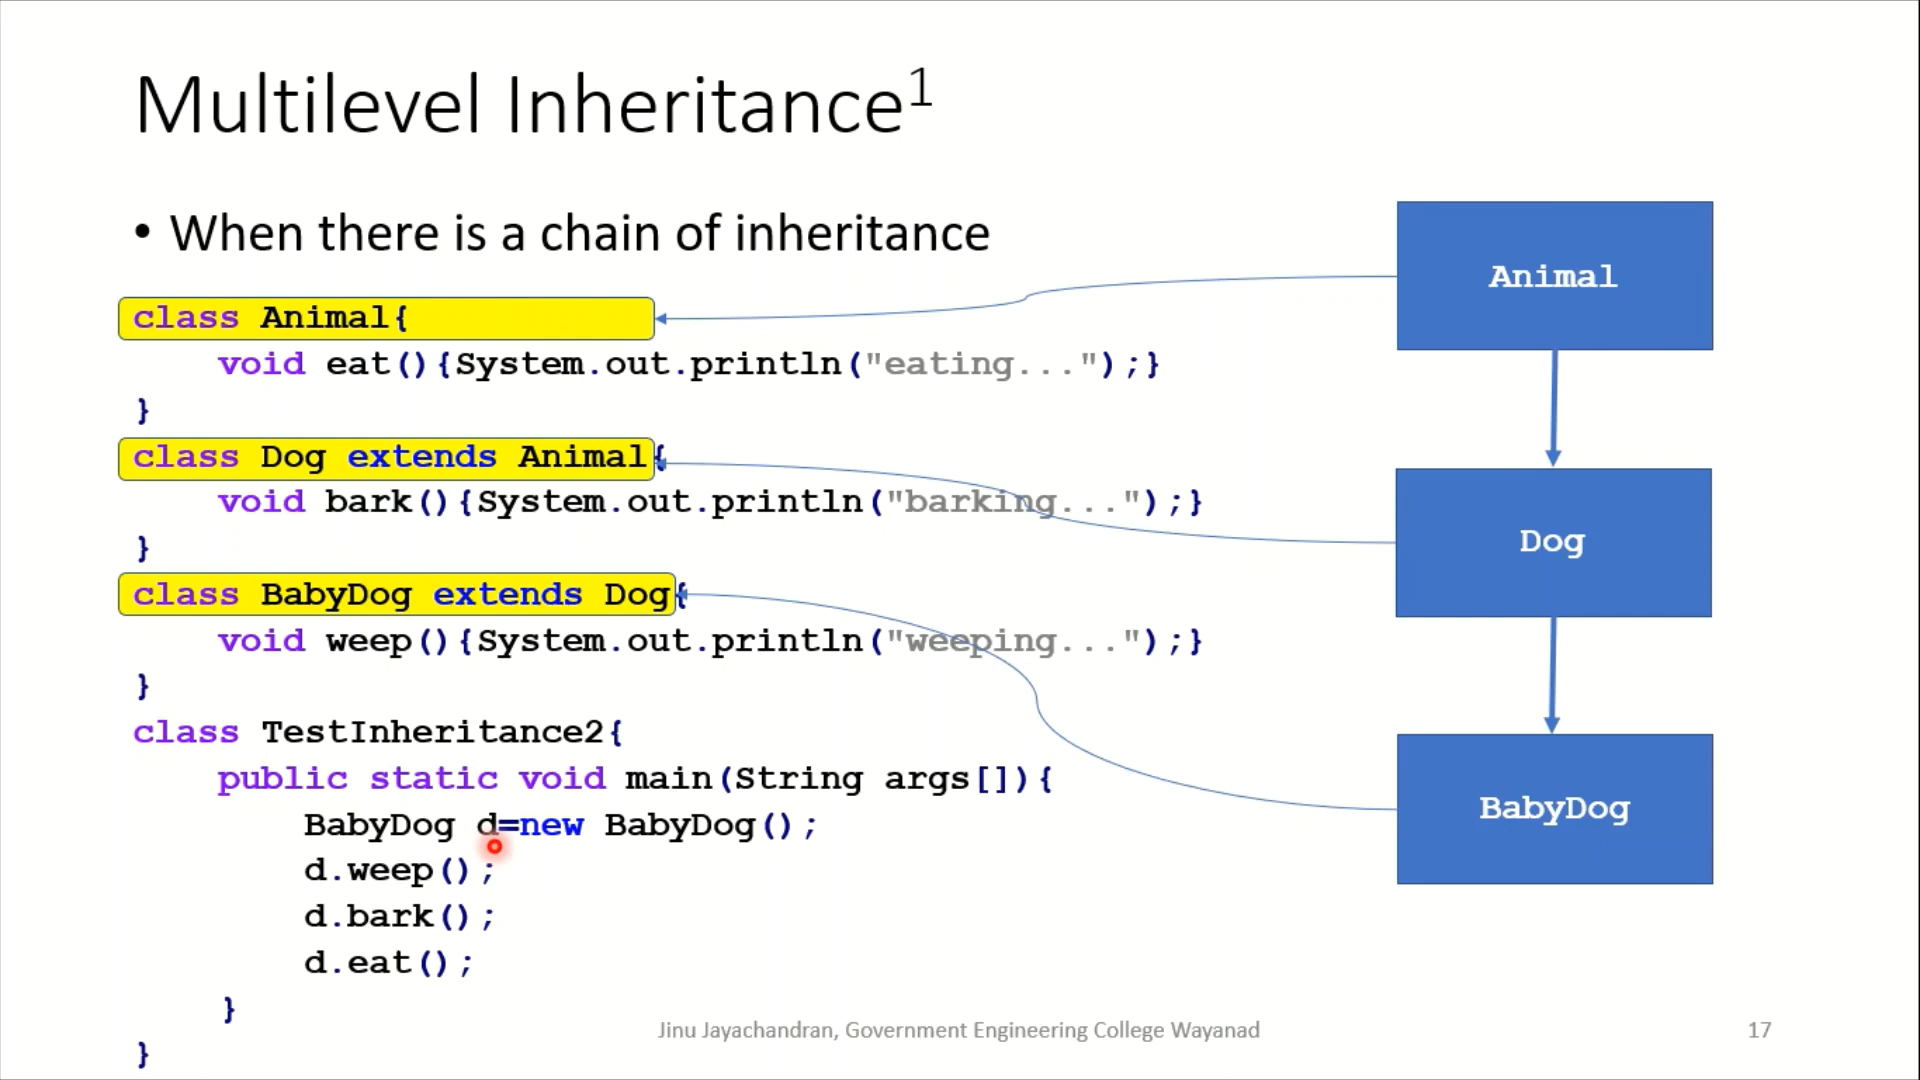 Multilevel Inheritance1
• When there is a chain of inheritance
class Animal{
void eat(){System.out.println("eating...");}
}
class Dog extends Animal{
void bark(){System.out.println("barking...");}
}
class BabyDog extends Dog{
void weep(){System.out.println("weeping...");}
}
class TestInheritance2{
public static void main(String args[]){
BabyDog d=new BabyDog();
d.weep();
d.bark();
d.eat();
}
}
Animal
Dog
BabyDog
Jinu Jayachandran, Government Engineering College Wayanad
17